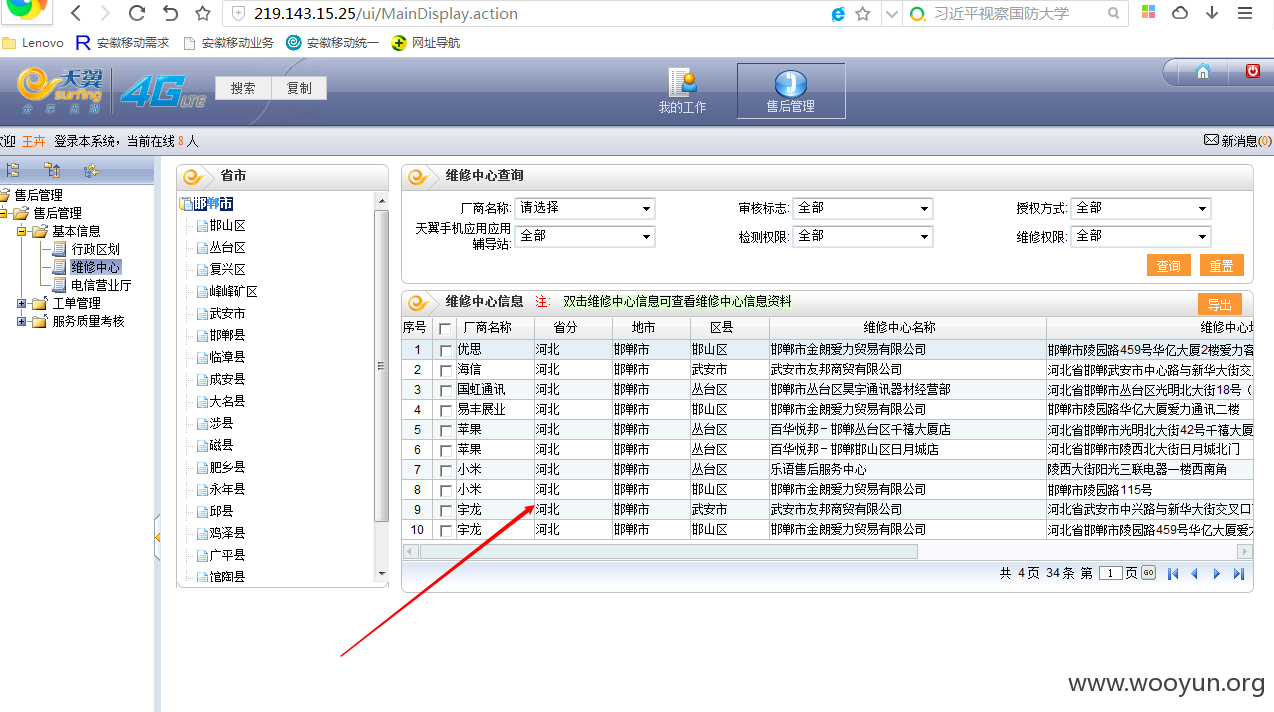 219.143.15.25/ui/MainDisplay.action
习近平视察国防大学
Lenovo 安徽移动需求 安徽移动业务 安徽移动统一 网址导航
天翼 surfing 4G LTE 搜索 复制 我的工作 售后管理
欢迎 王卉 登录本系统，当前在线 8 人 新消息(0)
售后管理
售后管理
基本信息
行政区划
维修中心
电信营业厅
工单管理
服务质量考核
省市
邯郸市
邯山区
丛台区
复兴区
峰峰矿区
武安市
邯郸县
临漳县
成安县
大名县
涉县
磁县
肥乡县
永年县
邱县
鸡泽县
广平县
馆陶县
维修中心查询
厂商名称: 请选择 审核标志: 全部 授权方式: 全部
天翼手机应用应用辅导站: 全部 检测权限: 全部 维修权限: 全部
查询 重置
维修中心信息 注: 双击维修中心信息可查看维修中心信息资料 导出
序号 厂商名称 省分 地市 区县 维修中心名称 维修中心地
1 优思 河北 邯郸市 邯山区 邯郸市金朗爱力贸易有限公司 邯郸市陵园路459号华亿大厦2楼爱力客
2 海信 河北 邯郸市 武安市 武安市友邦商贸有限公司 河北省邯郸武安市中心路与新华大街交
3 国虹通讯 河北 邯郸市 丛台区 邯郸市丛台区昊宇通讯器材经营部 河北省邯郸市丛台区光明北大街18号（
4 易丰展业 河北 邯郸市 邯山区 邯郸市金朗爱力贸易有限公司 邯郸市陵园路华亿大厦爱力通讯二楼
5 苹果 河北 邯郸市 丛台区 百华悦邦－邯郸丛台区千禧大厦店 河北省邯郸市光明北大街42号千禧大厦
6 苹果 河北 邯郸市 丛台区 百华悦邦－邯郸邯山区日月城店 河北省邯郸市陵西北大街日月城北门
7 小米 河北 邯郸市 丛台区 乐语售后服务中心 陵西大街阳光三联电器一楼西南角
8 小米 河北 邯郸市 邯山区 邯郸市金朗爱力贸易有限公司 邯郸市陵园路115号
9 宇龙 河北 邯郸市 武安市 武安市友邦商贸有限公司 河北省武安市中兴路与新华大街交叉口
10 宇龙 河北 邯郸市 邯山区 邯郸市金朗爱力贸易有限公司 河北省邯郸市陵园路459号华亿大厦爱力
共 4页 34条 第 1 页 GO
www.wooyun.org